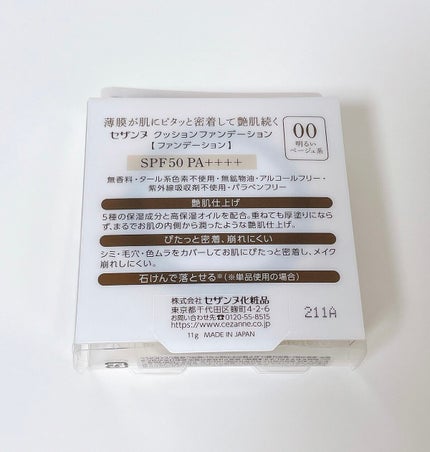 薄膜が肌にピタッと密着して艶肌続く
セザンヌ クッションファンデーション
【ファンデーション】
00
明るい
ベージュ系
SPF50 PA++++
無香料・タール系色素不使用・無鉱物油・アルコールフリー・
紫外線吸収剤不使用・パラベンフリー
艶肌仕上げ
5種の保湿成分と高保湿オイルを配合。重ねても厚塗りになら
ず、まるでお肌の内側から潤ったような艶肌仕上げ。
ぴたっと密着、崩れにくい
シミ・毛穴・色ムラをカバーしてお肌にぴたっと密着し、メイク
崩れしにくい。
石けんで落とせる※(※単品使用の場合)
株式会社 セザンヌ化粧品
東京都千代田区麹町4-2-6
お問い合わせ先☎0120-55-8515
https://www.cezanne.co.jp
11g MADE IN JAPAN
211A